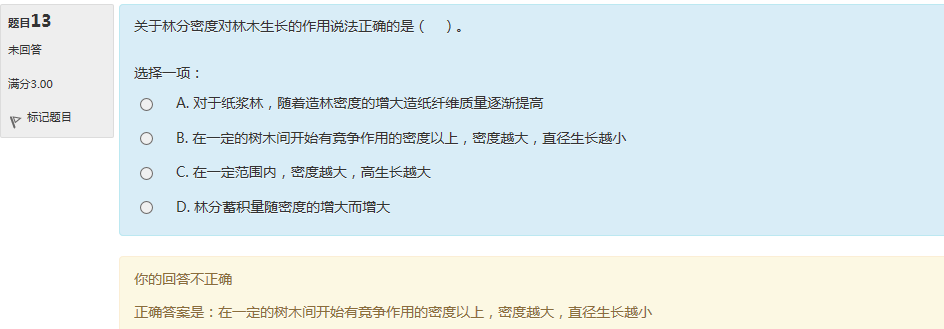 题目13
未回答
满分3.00
标记题目
关于林分密度对林木生长的作用说法正确的是（ ）。
选择一项：
A. 对于纸浆林，随着造林密度的增大造纸纤维质量逐渐提高
B. 在一定的树木间开始有竞争作用的密度以上，密度越大，直径生长越小
C. 在一定范围内，密度越大，高生长越大
D. 林分蓄积量随密度的增大而增大
你的回答不正确
正确答案是：在一定的树木间开始有竞争作用的密度以上，密度越大，直径生长越小